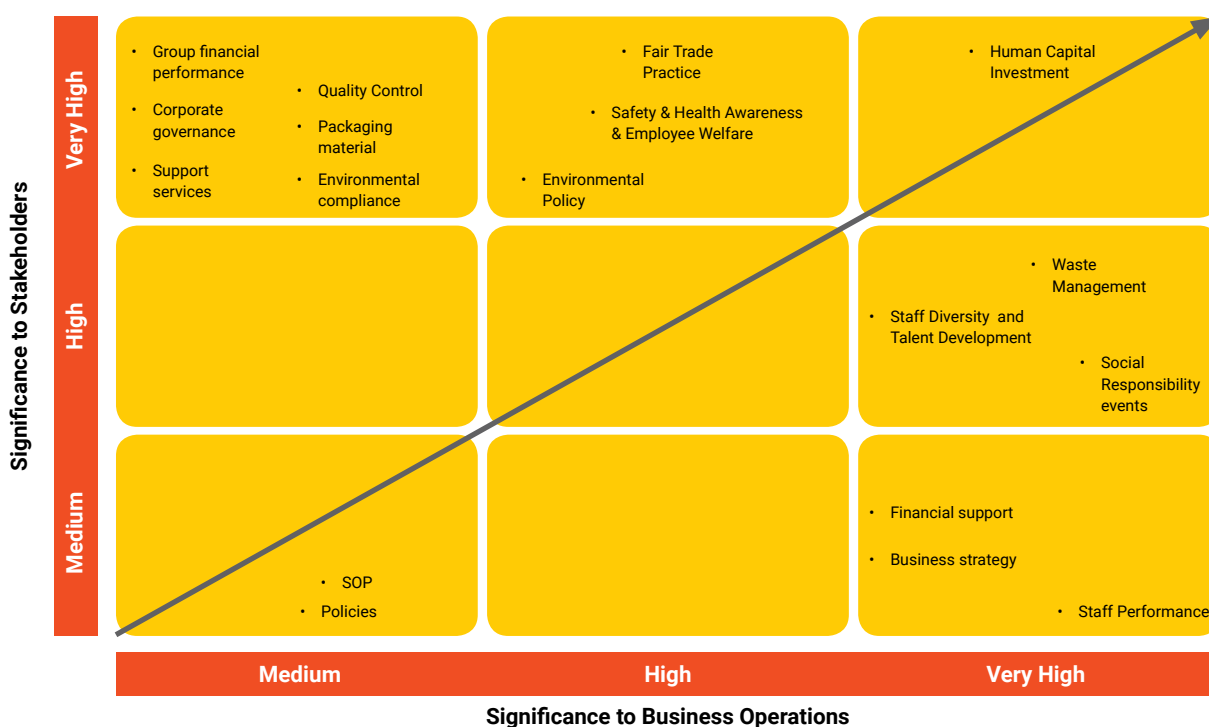 Significance to Stakeholders
Very High
High
Medium
• Group financial
performance
• Corporate
governance
• Support
services
• Quality Control
• Packaging
material
• Environmental
compliance
• Fair Trade
Practice
• Safety & Health Awareness
& Employee Welfare
• Environmental
Policy
• Human Capital
Investment
• Waste
Management
• Staff Diversity and
Talent Development
• Social
Responsibility
events
• SOP
• Policies
• Financial support
• Business strategy
• Staff Performance
Medium
High
Very High
Significance to Business Operations